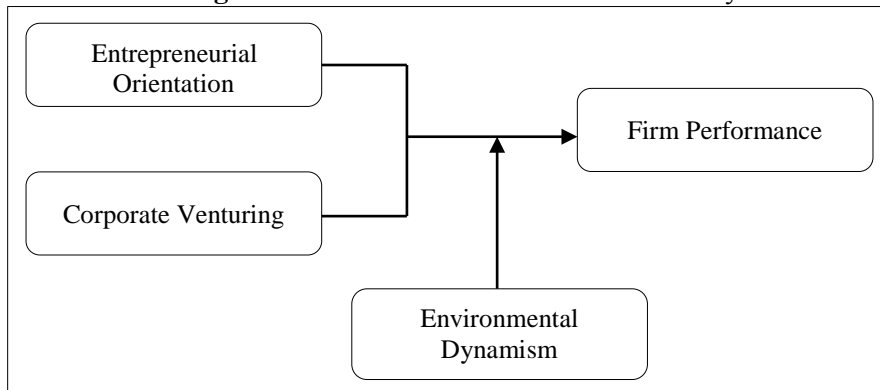 Entrepreneurial
Orientation
Firm Performance
Corporate Venturing
Environmental
Dynamism